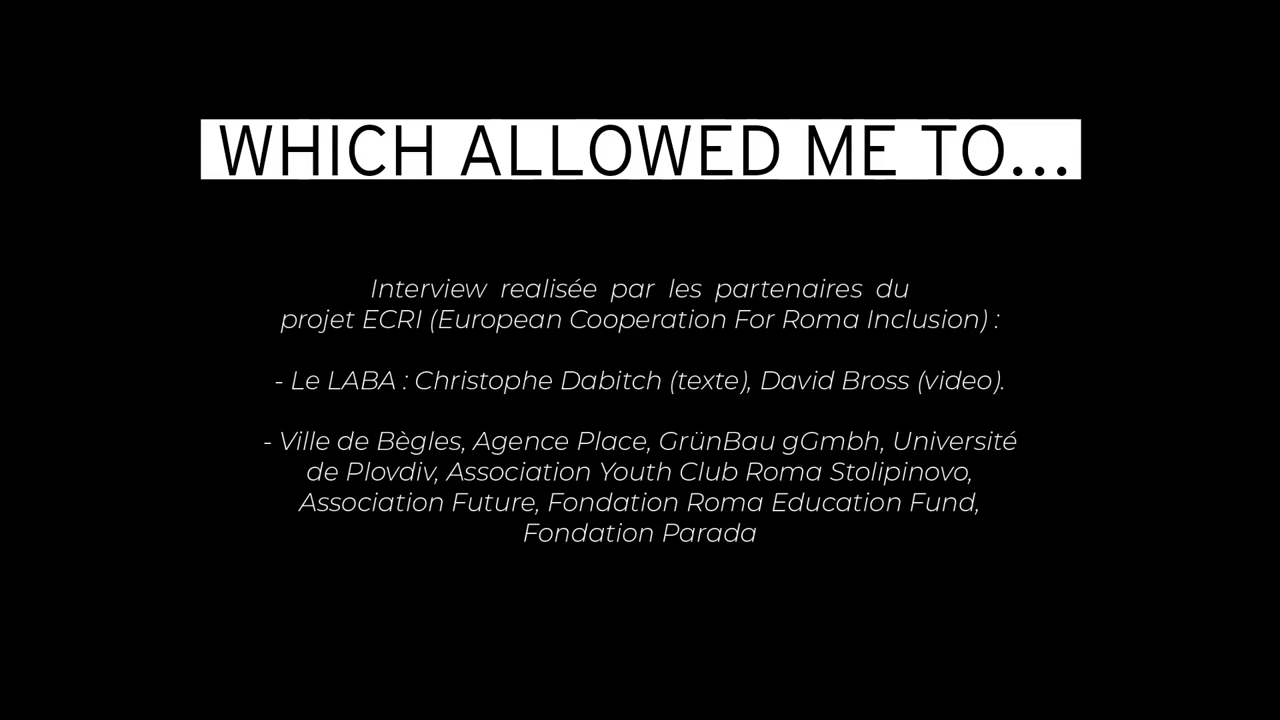 WHICH ALLOWED ME TO...
Interview realisée par les partenaires du
projet ECRI (European Cooperation For Roma Inclusion) :
- Le LABA : Christophe Dabitch (texte), David Bross (video).
- Ville de Bègles, Agence Place, GrünBau gGmbh, Université
de Plovdiv, Association Youth Club Roma Stolipinovo,
Association Future, Fondation Roma Education Fund,
Fondation Parada